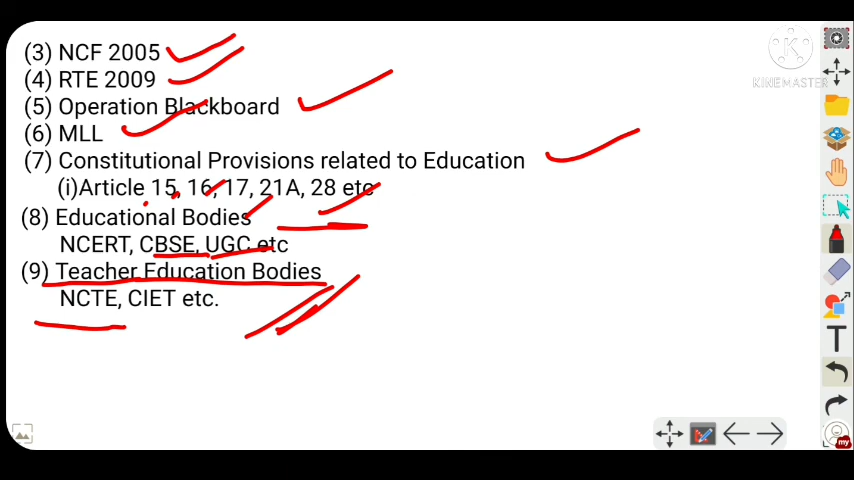 (3) NCF 2005
(4) RTE 2009
(5) Operation Blackboard
(6) MLL
(7) Constitutional Provisions related to Education
(i)Article 15, 16, 17, 21A, 28 etc
(8) Educational Bodies
NCERT, CBSE, UGC etc
(9) Teacher Education Bodies
NCTE, CIET etc.
KINEMASTER
my